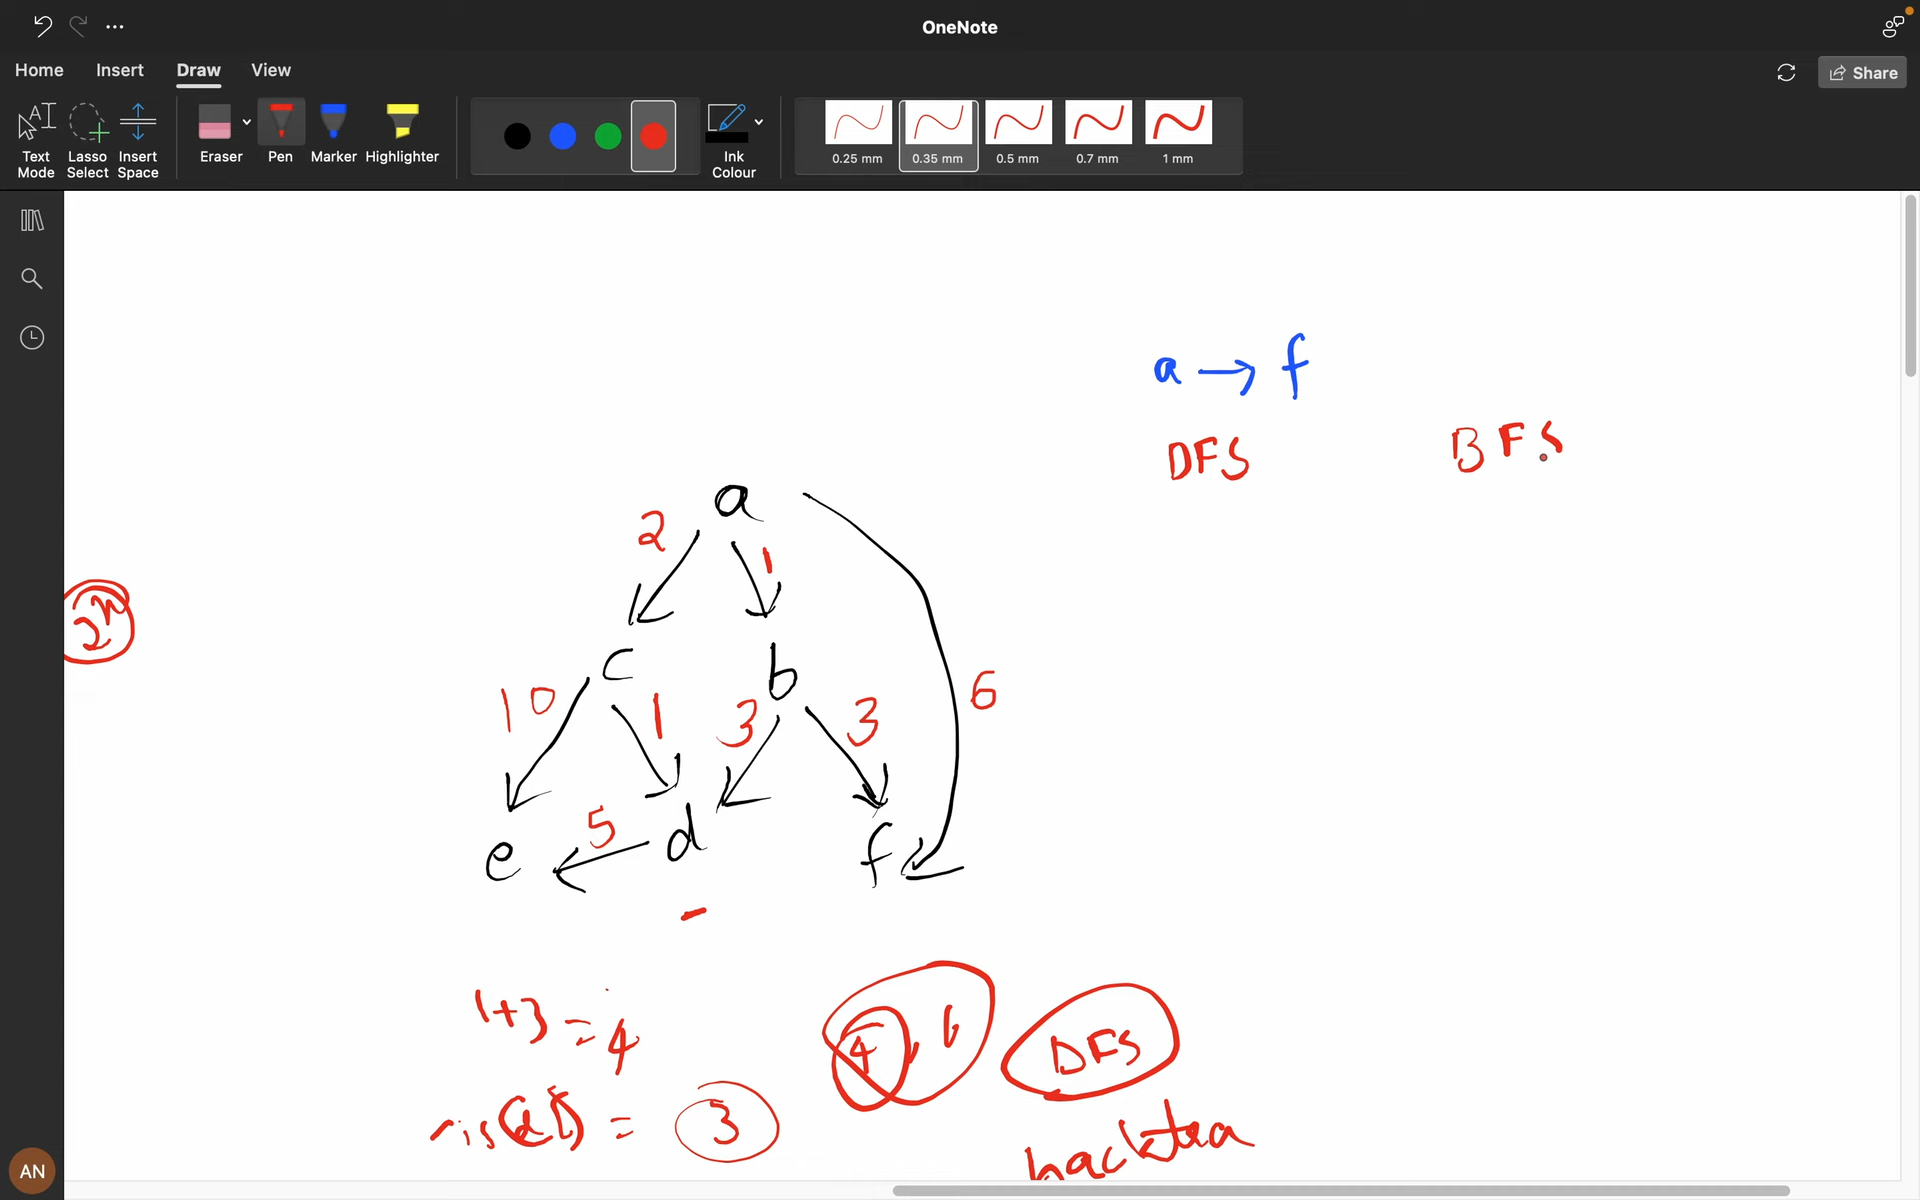 OneNote
Home Insert Draw View
Share
Text Mode
Lasso Select
Insert Space
Eraser
Pen
Marker
Highlighter
Ink Colour
0.25 mm
0.35 mm
0.5 mm
0.7 mm
1 mm
a → f
DFS BFS
a
2 1
2ⁿ
c b
10 1 3 3 6
5
e d f
1+3 = 4
4, 6 DFS
= 3
backtra
AN